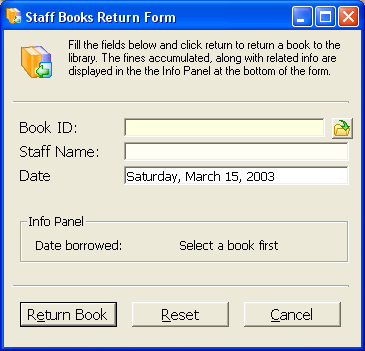 Staff Books Return Form
Fill the fields below and click return to return a book to the
library. The fines accumulated, along with related info are
displayed in the the Info Panel at the bottom of the form.
Book ID:
Staff Name:
Date Saturday, March 15, 2003
Info Panel
Date borrowed: Select a book first
Return Book Reset Cancel